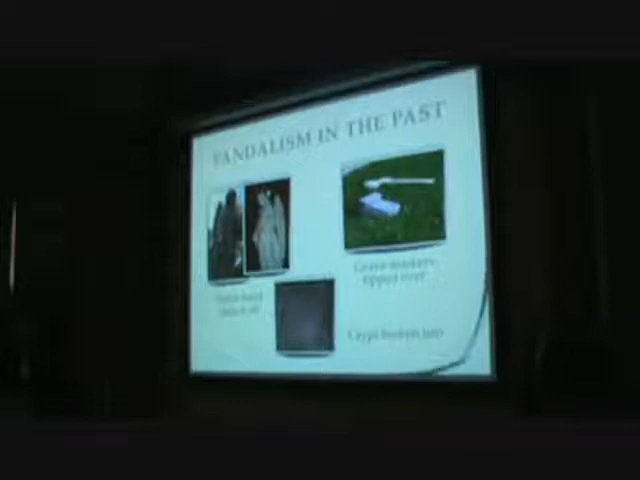 VANDALISM IN THE PAST
Grave markers
tipped over
Crypt broken into